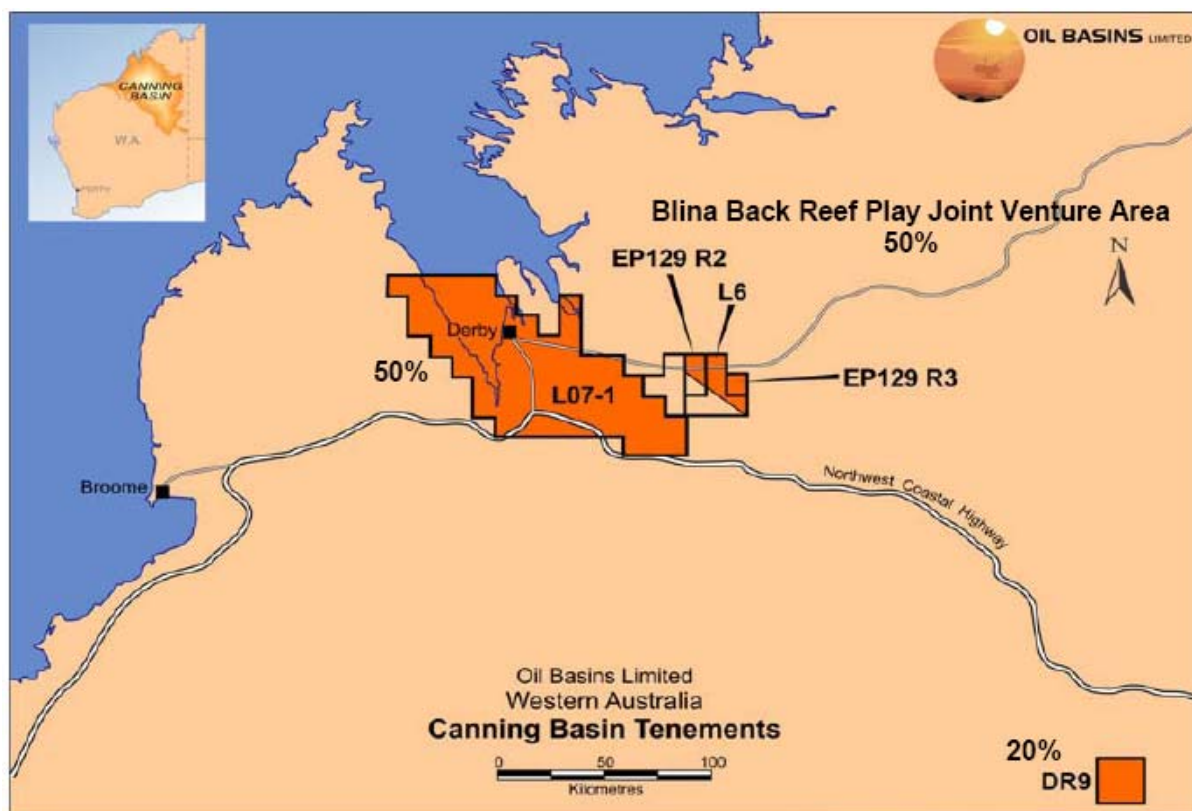 OIL BASINS LIMITED
CANNING
BASIN
W.A.
Blina Back Reef Play Joint Venture Area
50%
N
EP129 R2
L6
Derby
50%
L07-1
EP129 R3
Broome
Northwest Coastal Highway
Oil Basins Limited
Western Australia
Canning Basin Tenements
0 50 100
Kilometres
20%
DR9